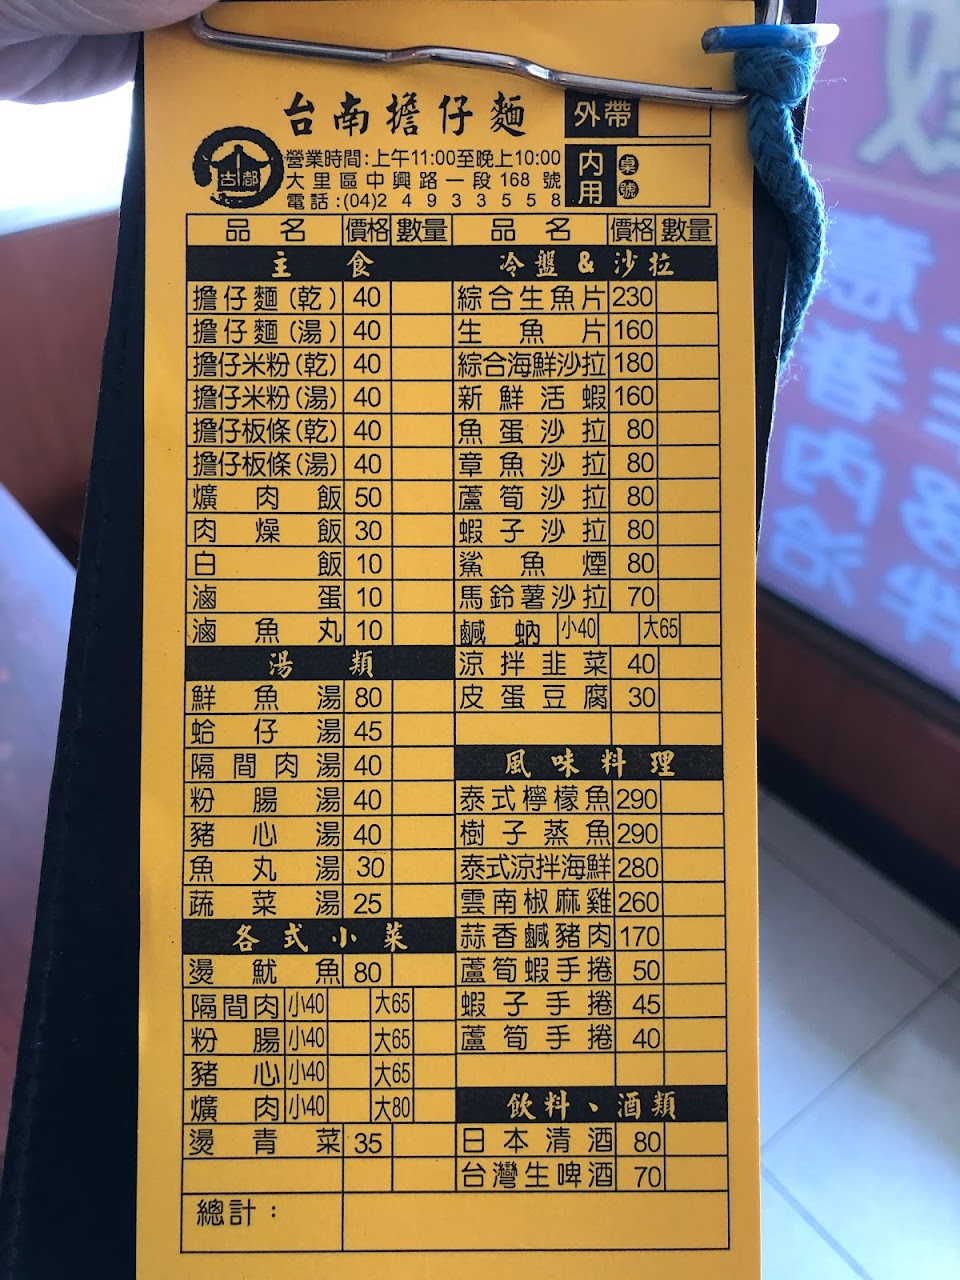 台南擔仔麵
外帶
古都
營業時間:上午11:00至晚上10:00
大里區中興路一段168號
電話:(04)24933558
內用
桌號
品名 價格 數量 品名 價格 數量
主食
擔仔麵(乾) 40
擔仔麵(湯) 40
擔仔米粉(乾) 40
擔仔米粉(湯) 40
擔仔板條(乾) 40
擔仔板條(湯) 40
爌肉飯 50
肉燥飯 30
白飯 10
滷蛋 10
滷魚丸 10
湯類
鮮魚湯 80
蛤仔湯 45
隔間肉湯 40
粉腸湯 40
豬心湯 40
魚丸湯 30
蔬菜湯 25
各式小菜
燙魷魚 80
隔間肉 小40 大65
粉腸 小40 大65
豬心 小40 大65
爌肉 小40 大80
燙青菜 35
冷盤&沙拉
綜合生魚片 230
生魚片 160
綜合海鮮沙拉 180
新鮮活蝦 160
魚蛋沙拉 80
章魚沙拉 80
蘆筍沙拉 80
蝦子沙拉 80
鯊魚煙 80
馬鈴薯沙拉 70
鹹蚋 小40 大65
涼拌韭菜 40
皮蛋豆腐 30
風味料理
泰式檸檬魚 290
樹子蒸魚 290
泰式涼拌海鮮 280
雲南椒麻雞 260
蒜香鹹豬肉 170
蘆筍蝦手捲 50
蝦子手捲 45
蘆筍手捲 40
飲料、酒類
日本清酒 80
台灣生啤酒 70
總計：